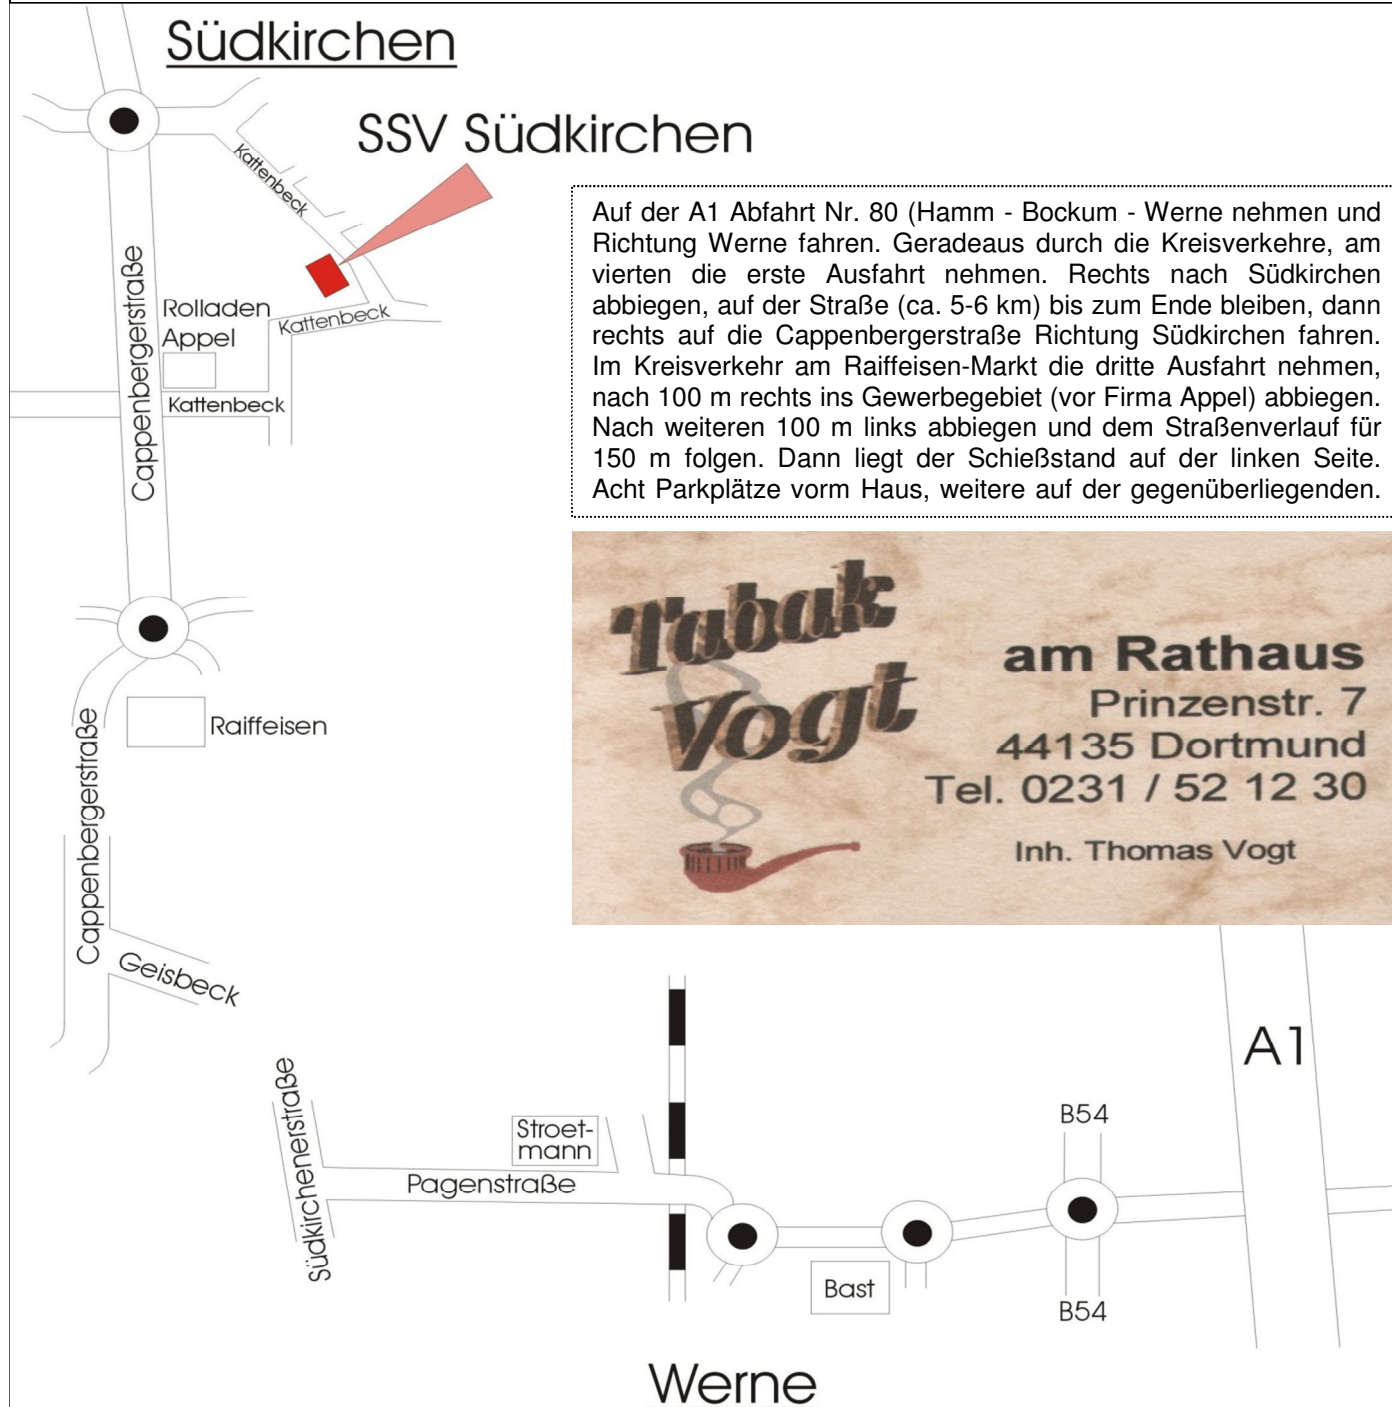 Südkirchen
SSV Südkirchen
Kattenbeck
Auf der A1 Abfahrt Nr. 80 (Hamm - Bockum - Werne nehmen und
Richtung Werne fahren. Geradeaus durch die Kreisverkehre, am
vierten die erste Ausfahrt nehmen. Rechts nach Südkirchen
abbiegen, auf der Straße (ca. 5-6 km) bis zum Ende bleiben, dann
rechts auf die Cappenbergerstraße Richtung Südkirchen fahren.
Im Kreisverkehr am Raiffeisen-Markt die dritte Ausfahrt nehmen,
nach 100 m rechts ins Gewerbegebiet (vor Firma Appel) abbiegen.
Nach weiteren 100 m links abbiegen und dem Straßenverlauf für
150 m folgen. Dann liegt der Schießstand auf der linken Seite.
Acht Parkplätze vorm Haus, weitere auf der gegenüberliegenden.
Cappenbergerstraße
Rolladen
Appel
Kattenbeck
Kattenbeck
Tabak
Vogt
am Rathaus
Prinzenstr. 7
44135 Dortmund
Tel. 0231 / 52 12 30
Inh. Thomas Vogt
Raiffeisen
Cappenbergerstraße
Geisbeck
A1
Südkirchenerstraße
Stroet-
mann
Pagenstraße
B54
Bast
B54
Werne